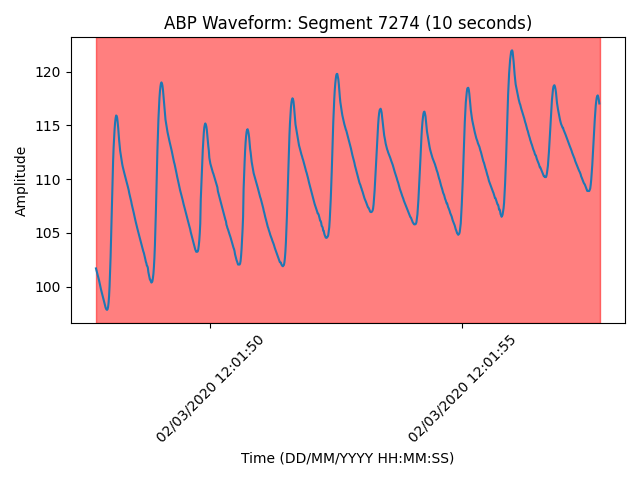 ABP Waveform: Segment 7274 (10 seconds)
120
115
110
105
100
Amplitude
02/03/2020 12:01:50
02/03/2020 12:01:55
Time (DD/MM/YYYY HH:MM:SS)